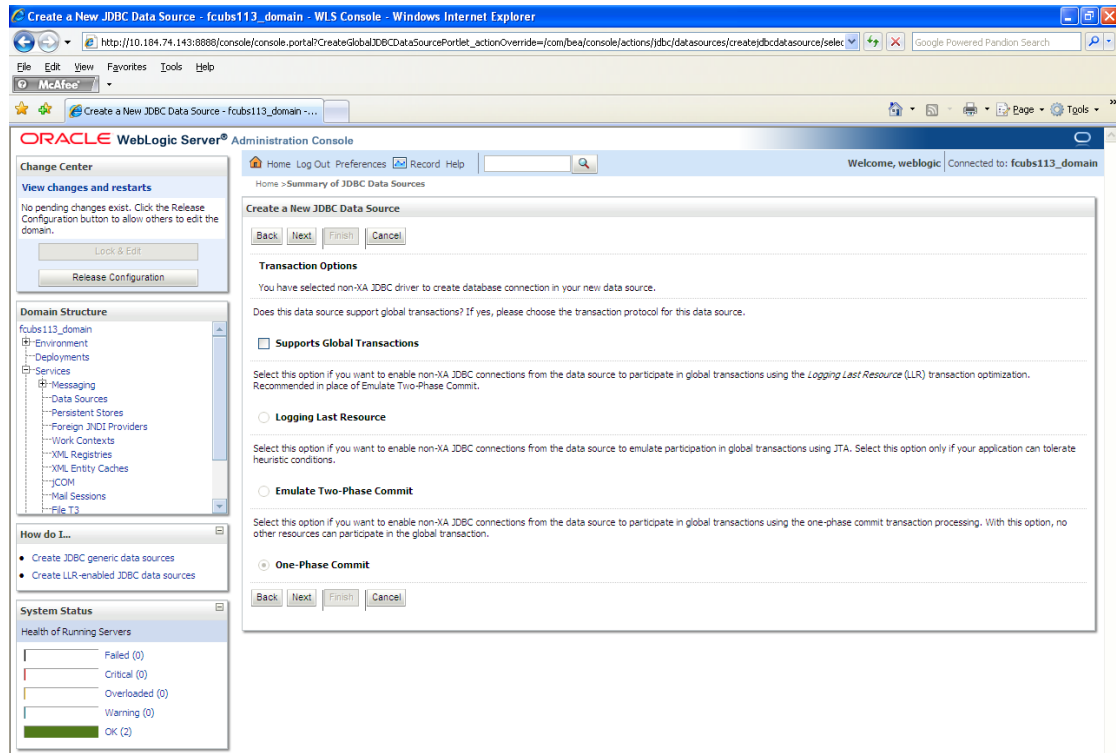 Create a New JDBC Data Source - fcubs113_domain - WLS Console - Windows Internet Explorer
http://10.184.74.143:8888/console/console.portal?CreateGlobalJDBCDataSourcePortlet_actionOverride=/com/bea/console/actions/jdbc/datasources/createjdbcdatasource/selec
Google Powered Pandion Search
File Edit View Favorites Tools Help
McAfee
Create a New JDBC Data Source - fcubs113_domain -...
Page Tools
ORACLE WebLogic Server® Administration Console
Change Center
View changes and restarts
No pending changes exist. Click the Release
Configuration button to allow others to edit the
domain.
Lock & Edit
Release Configuration
Domain Structure
fcubs113_domain
Environment
Deployments
Services
Messaging
Data Sources
Persistent Stores
Foreign JNDI Providers
Work Contexts
XML Registries
XML Entity Caches
jCOM
Mail Sessions
File T3
How do I...
Create JDBC generic data sources
Create LLR-enabled JDBC data sources
System Status
Health of Running Servers
Failed (0)
Critical (0)
Overloaded (0)
Warning (0)
OK (2)
Home Log Out Preferences Record Help
Welcome, weblogic Connected to: fcubs113_domain
Home >Summary of JDBC Data Sources
Create a New JDBC Data Source
Back Next Finish Cancel
Transaction Options
You have selected non-XA JDBC driver to create database connection in your new data source.
Does this data source support global transactions? If yes, please choose the transaction protocol for this data source.
Supports Global Transactions
Select this option if you want to enable non-XA JDBC connections from the data source to participate in global transactions using the Logging Last Resource (LLR) transaction optimization.
Recommended in place of Emulate Two-Phase Commit.
Logging Last Resource
Select this option if you want to enable non-XA JDBC connections from the data source to emulate participation in global transactions using JTA. Select this option only if your application can tolerate
heuristic conditions.
Emulate Two-Phase Commit
Select this option if you want to enable non-XA JDBC connections from the data source to participate in global transactions using the one-phase commit transaction processing. With this option, no
other resources can participate in the global transaction.
One-Phase Commit
Back Next Finish Cancel